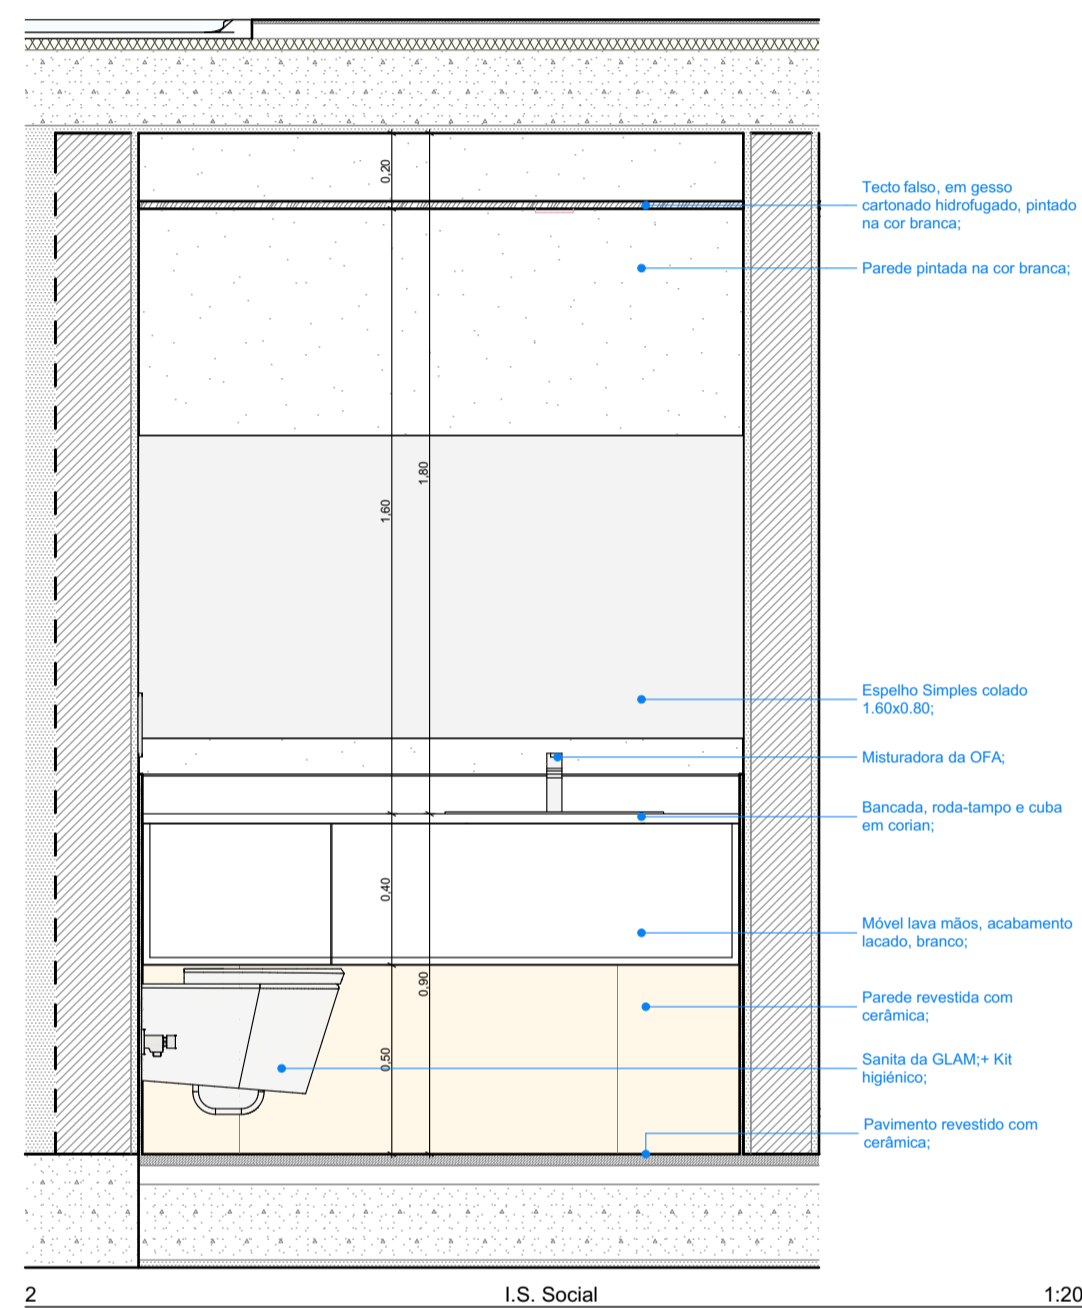 0.20
Tecto falso, em gesso
cartonado hidrofugado, pintado
na cor branca;
Parede pintada na cor branca;
1.80
1.60
Espelho Simples colado
1.60x0.80;
Misturadora da OFA;
Bancada, roda-tampo e cuba
em corian;
0.40
Móvel lava mãos, acabamento
lacado, branco;
0.90
Parede revestida com
cerâmica;
0.50
Sanita da GLAM;+ Kit
higiénico;
Pavimento revestido com
cerâmica;
2 I.S. Social 1:20